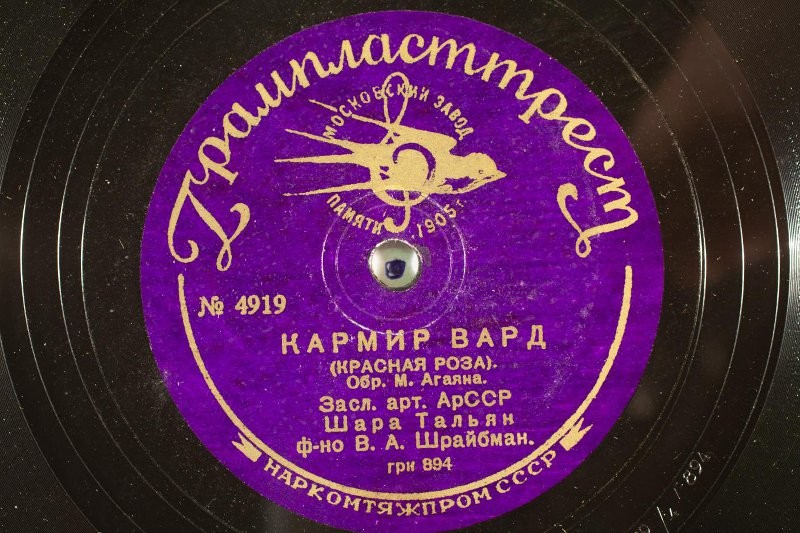 Грампласттрест
МОСКОВСКИЙ ЗАВОД
ПАМЯТИ 1905 г.
№ 4919
КАРМИР ВАРД
(КРАСНАЯ РОЗА).
Обр. М. Агаяна.
Засл. арт. АрССР
Шара Тальян
ф-но В. А. Шрайбман.
грк 894
НАРКОМТЯЖПРОМ СССР